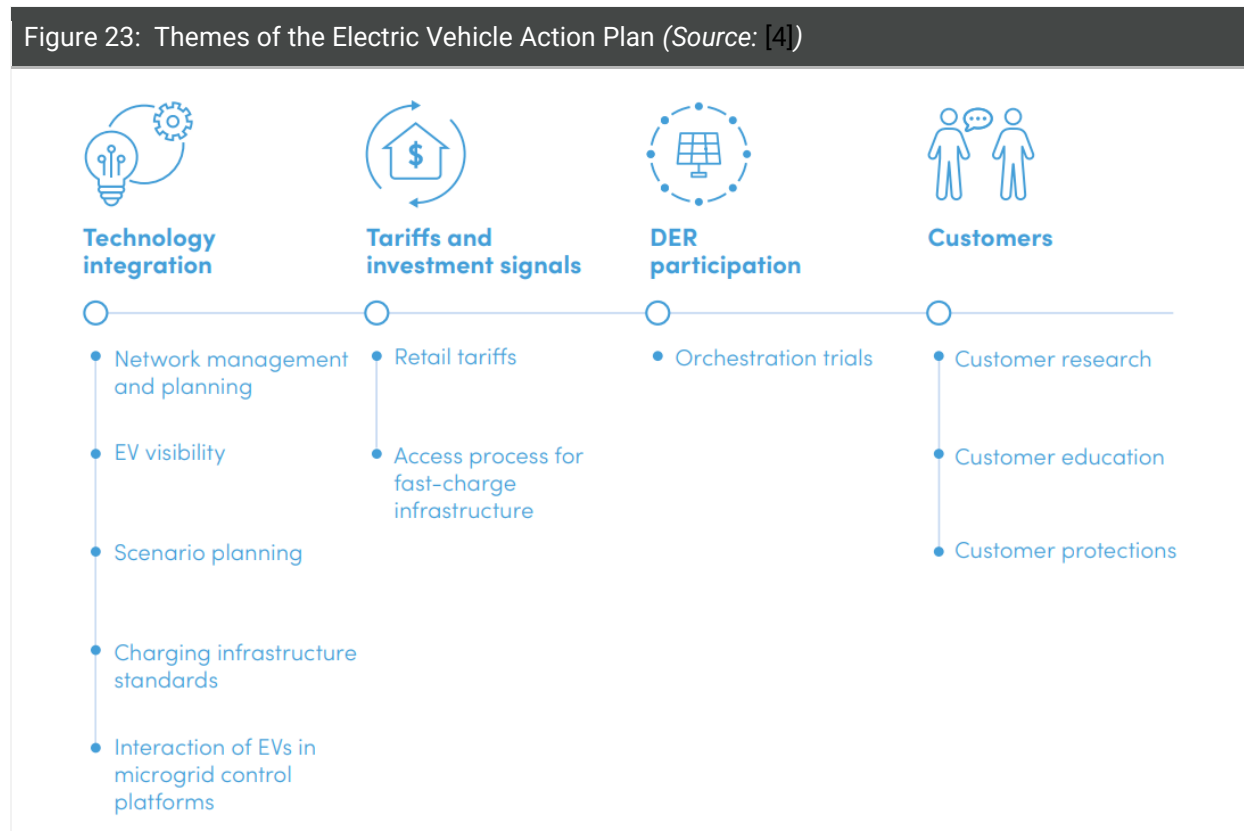 Figure 23: Themes of the Electric Vehicle Action Plan (Source: [4])
$
Technology
integration
Network management
and planning
EV visibility
Scenario planning
Charging infrastructure
standards
Interaction of EVs in
microgrid control
platforms
Tariffs and
investment signals
Retail tariffs
Access process for
fast-charge
infrastructure
DER
participation
Orchestration trials
Customers
Customer research
Customer education
Customer protections